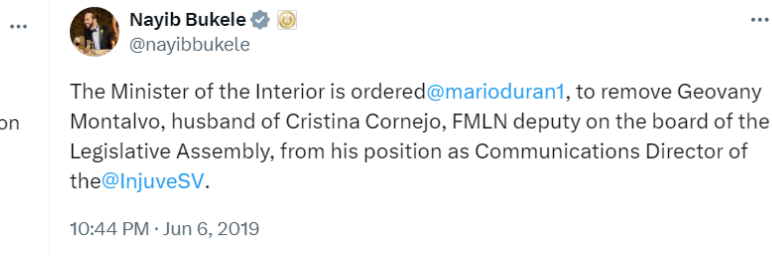 Nayib Bukele
@nayibbukele
The Minister of the Interior is ordered@marioduran1, to remove Geovany
on Montalvo, husband of Cristina Cornejo, FMLN deputy on the board of the
Legislative Assembly, from his position as Communications Director of
the@InjuveSV.
10:44 PM · Jun 6, 2019